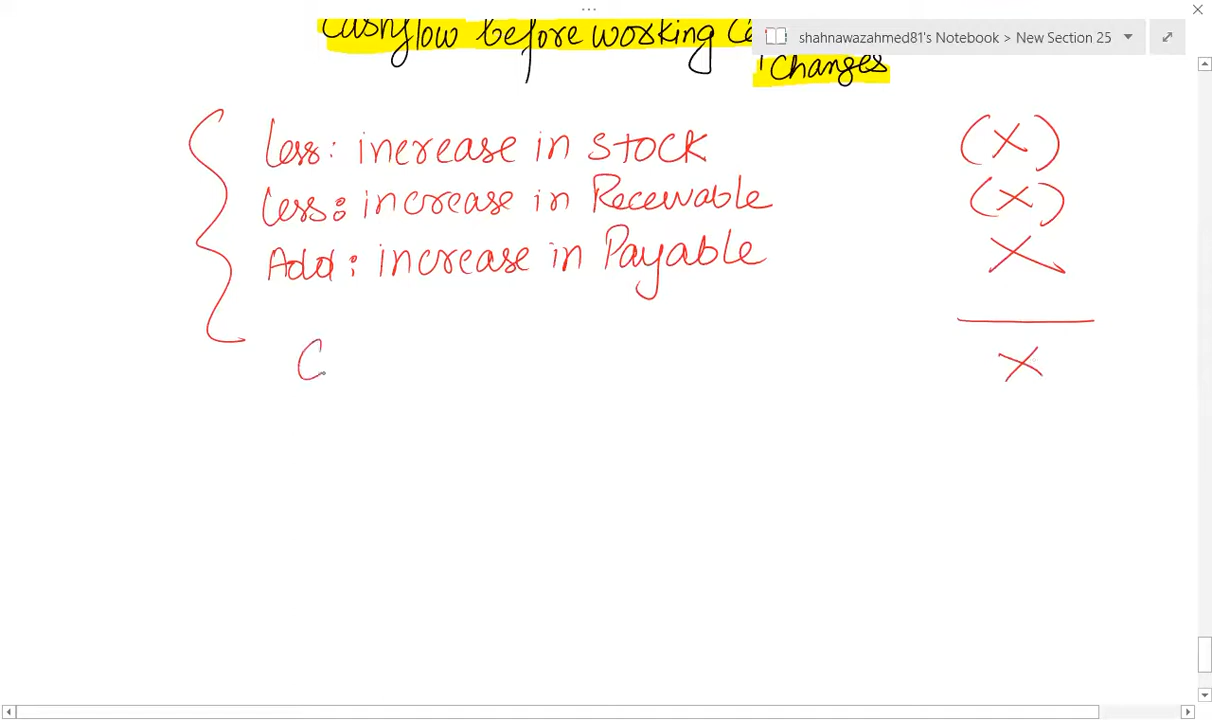 Cashflow before working
Changes
shahnawazahmed81's Notebook > New Section 25
Less: increase in STOCK (X)
Less: increase in Receivable (X)
Add: increase in Payable X
C X